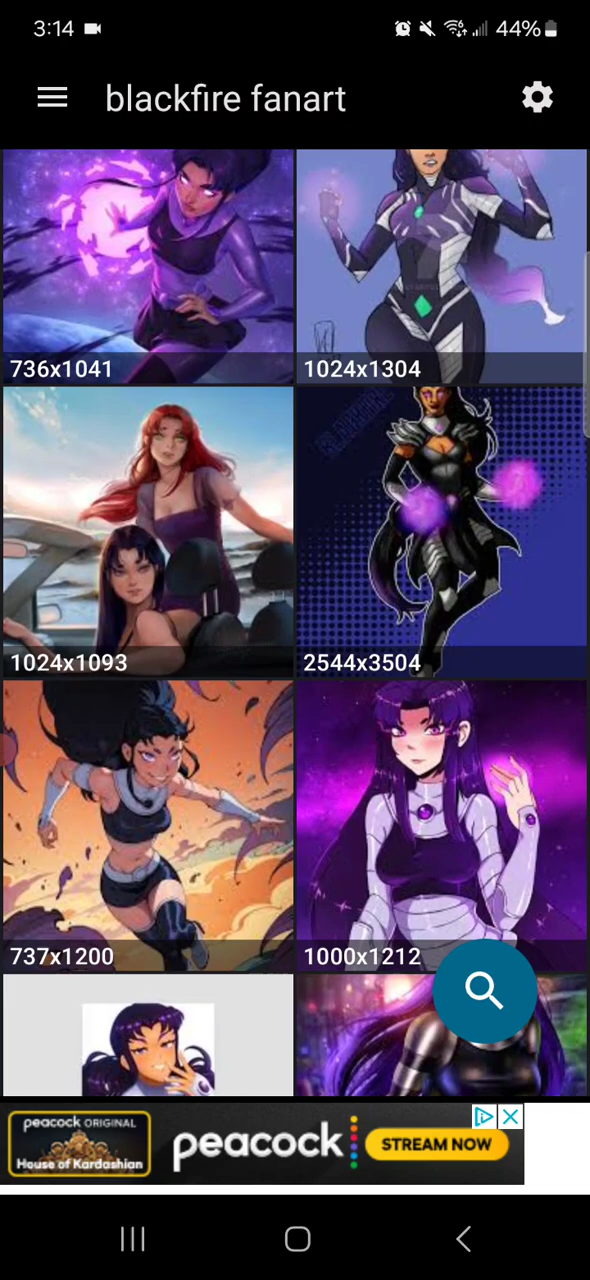 3:14
44%
blackfire fanart
736x1041
1024x1304
1024x1093
2544x3504
737x1200
1000x1212
peacock ORIGINAL
House of Kardashian
peacock
STREAM NOW